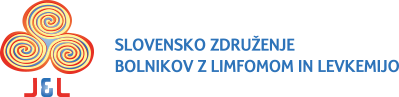 SLOVENSKO ZDRUŽENJE
BOLNIKOV Z LIMFOMOM IN LEVKEMIJO
J&L